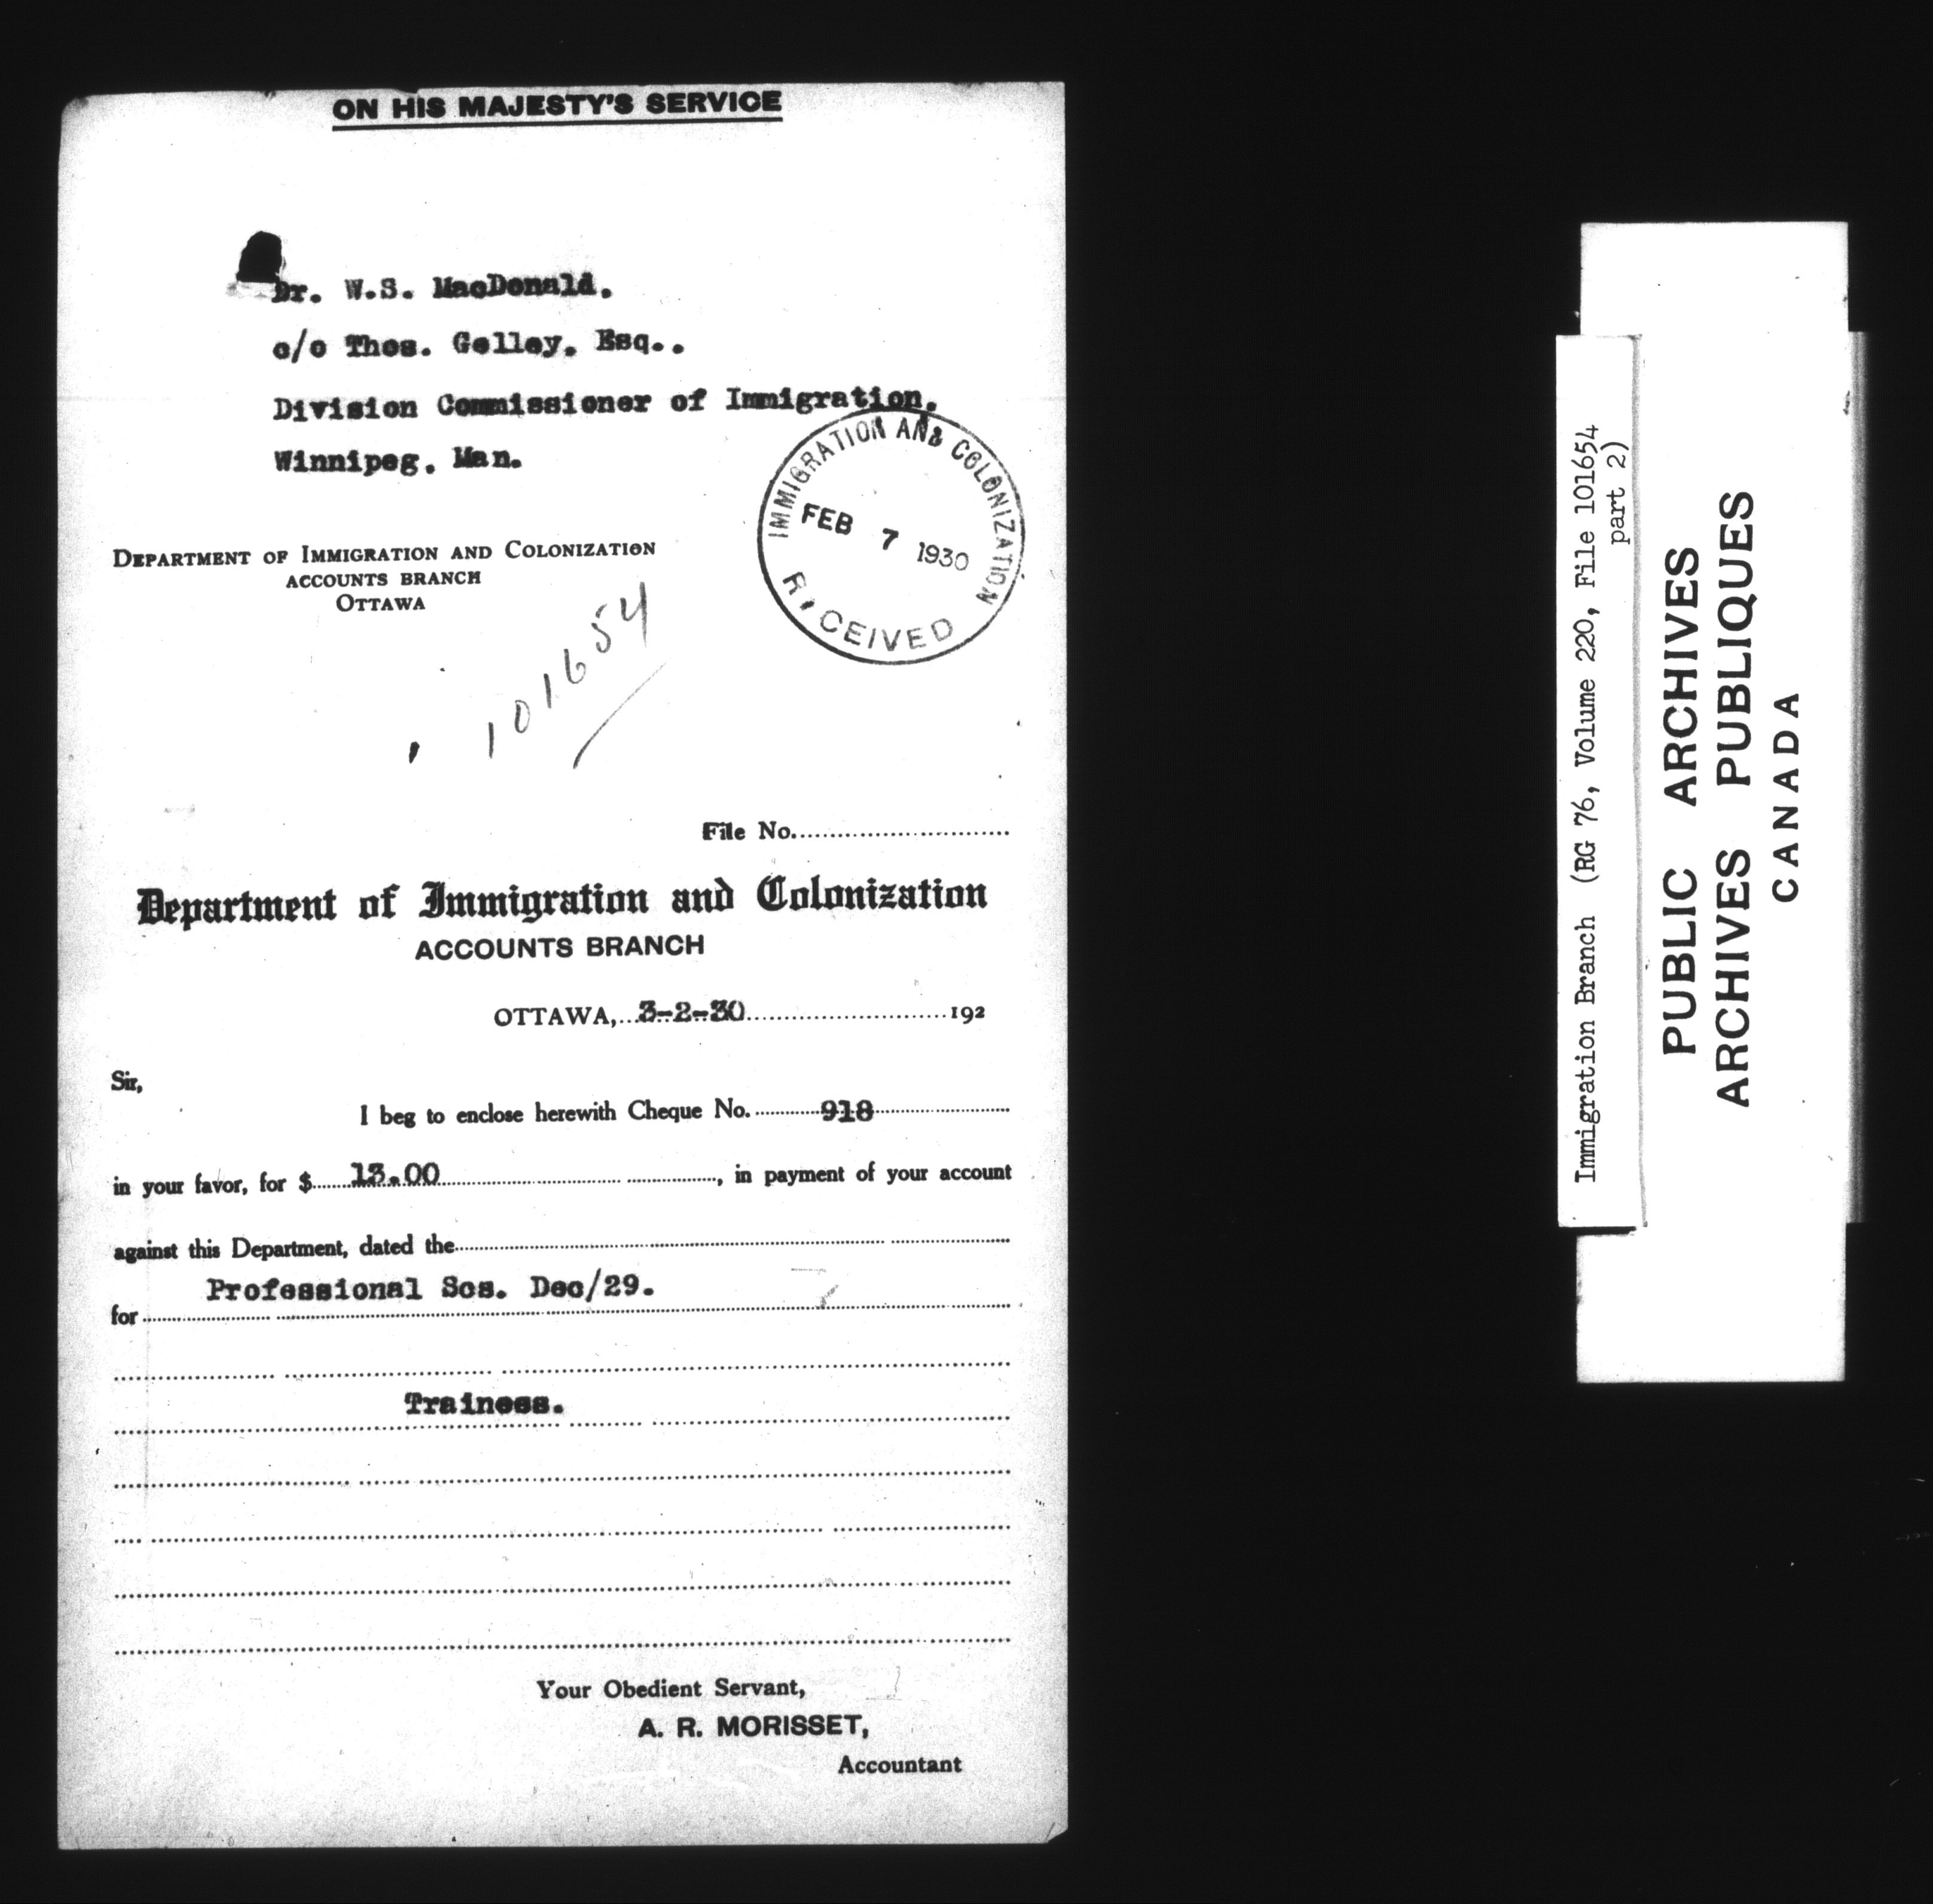 ON HIS MAJESTY'S SERVICE
Dr. W.S. MacDonald.
c/o Thos. Gelley, Esq..
Division Commissioner of Immigration,
Winnipeg, Man.
IMMIGRATION AND COLONIZATION
FEB 7 1930
RECEIVED
DEPARTMENT OF IMMIGRATION AND COLONIZATION
ACCOUNTS BRANCH
OTTAWA
101654
File No.
Department of Immigration and Colonization
ACCOUNTS BRANCH
OTTAWA, 3-2-30 192
Sir,
I beg to enclose herewith Cheque No. 918
in your favor, for $ 13.00, in payment of your account
against this Department, dated the
Professional Scs. Dec/29.
for
Trainees.
Your Obedient Servant,
A. R. MORISSET,
Accountant
Immigration Branch (RG 76, Volume 220, File 101654
part 2)
PUBLIC ARCHIVES
ARCHIVES PUBLIQUES
CANADA